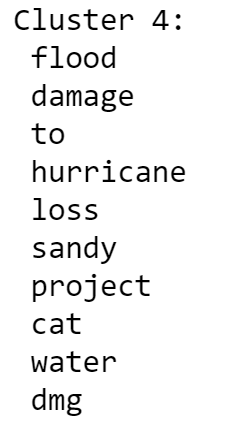 Cluster 4:
flood
damage
to
hurricane
loss
sandy
project
cat
water
dmg